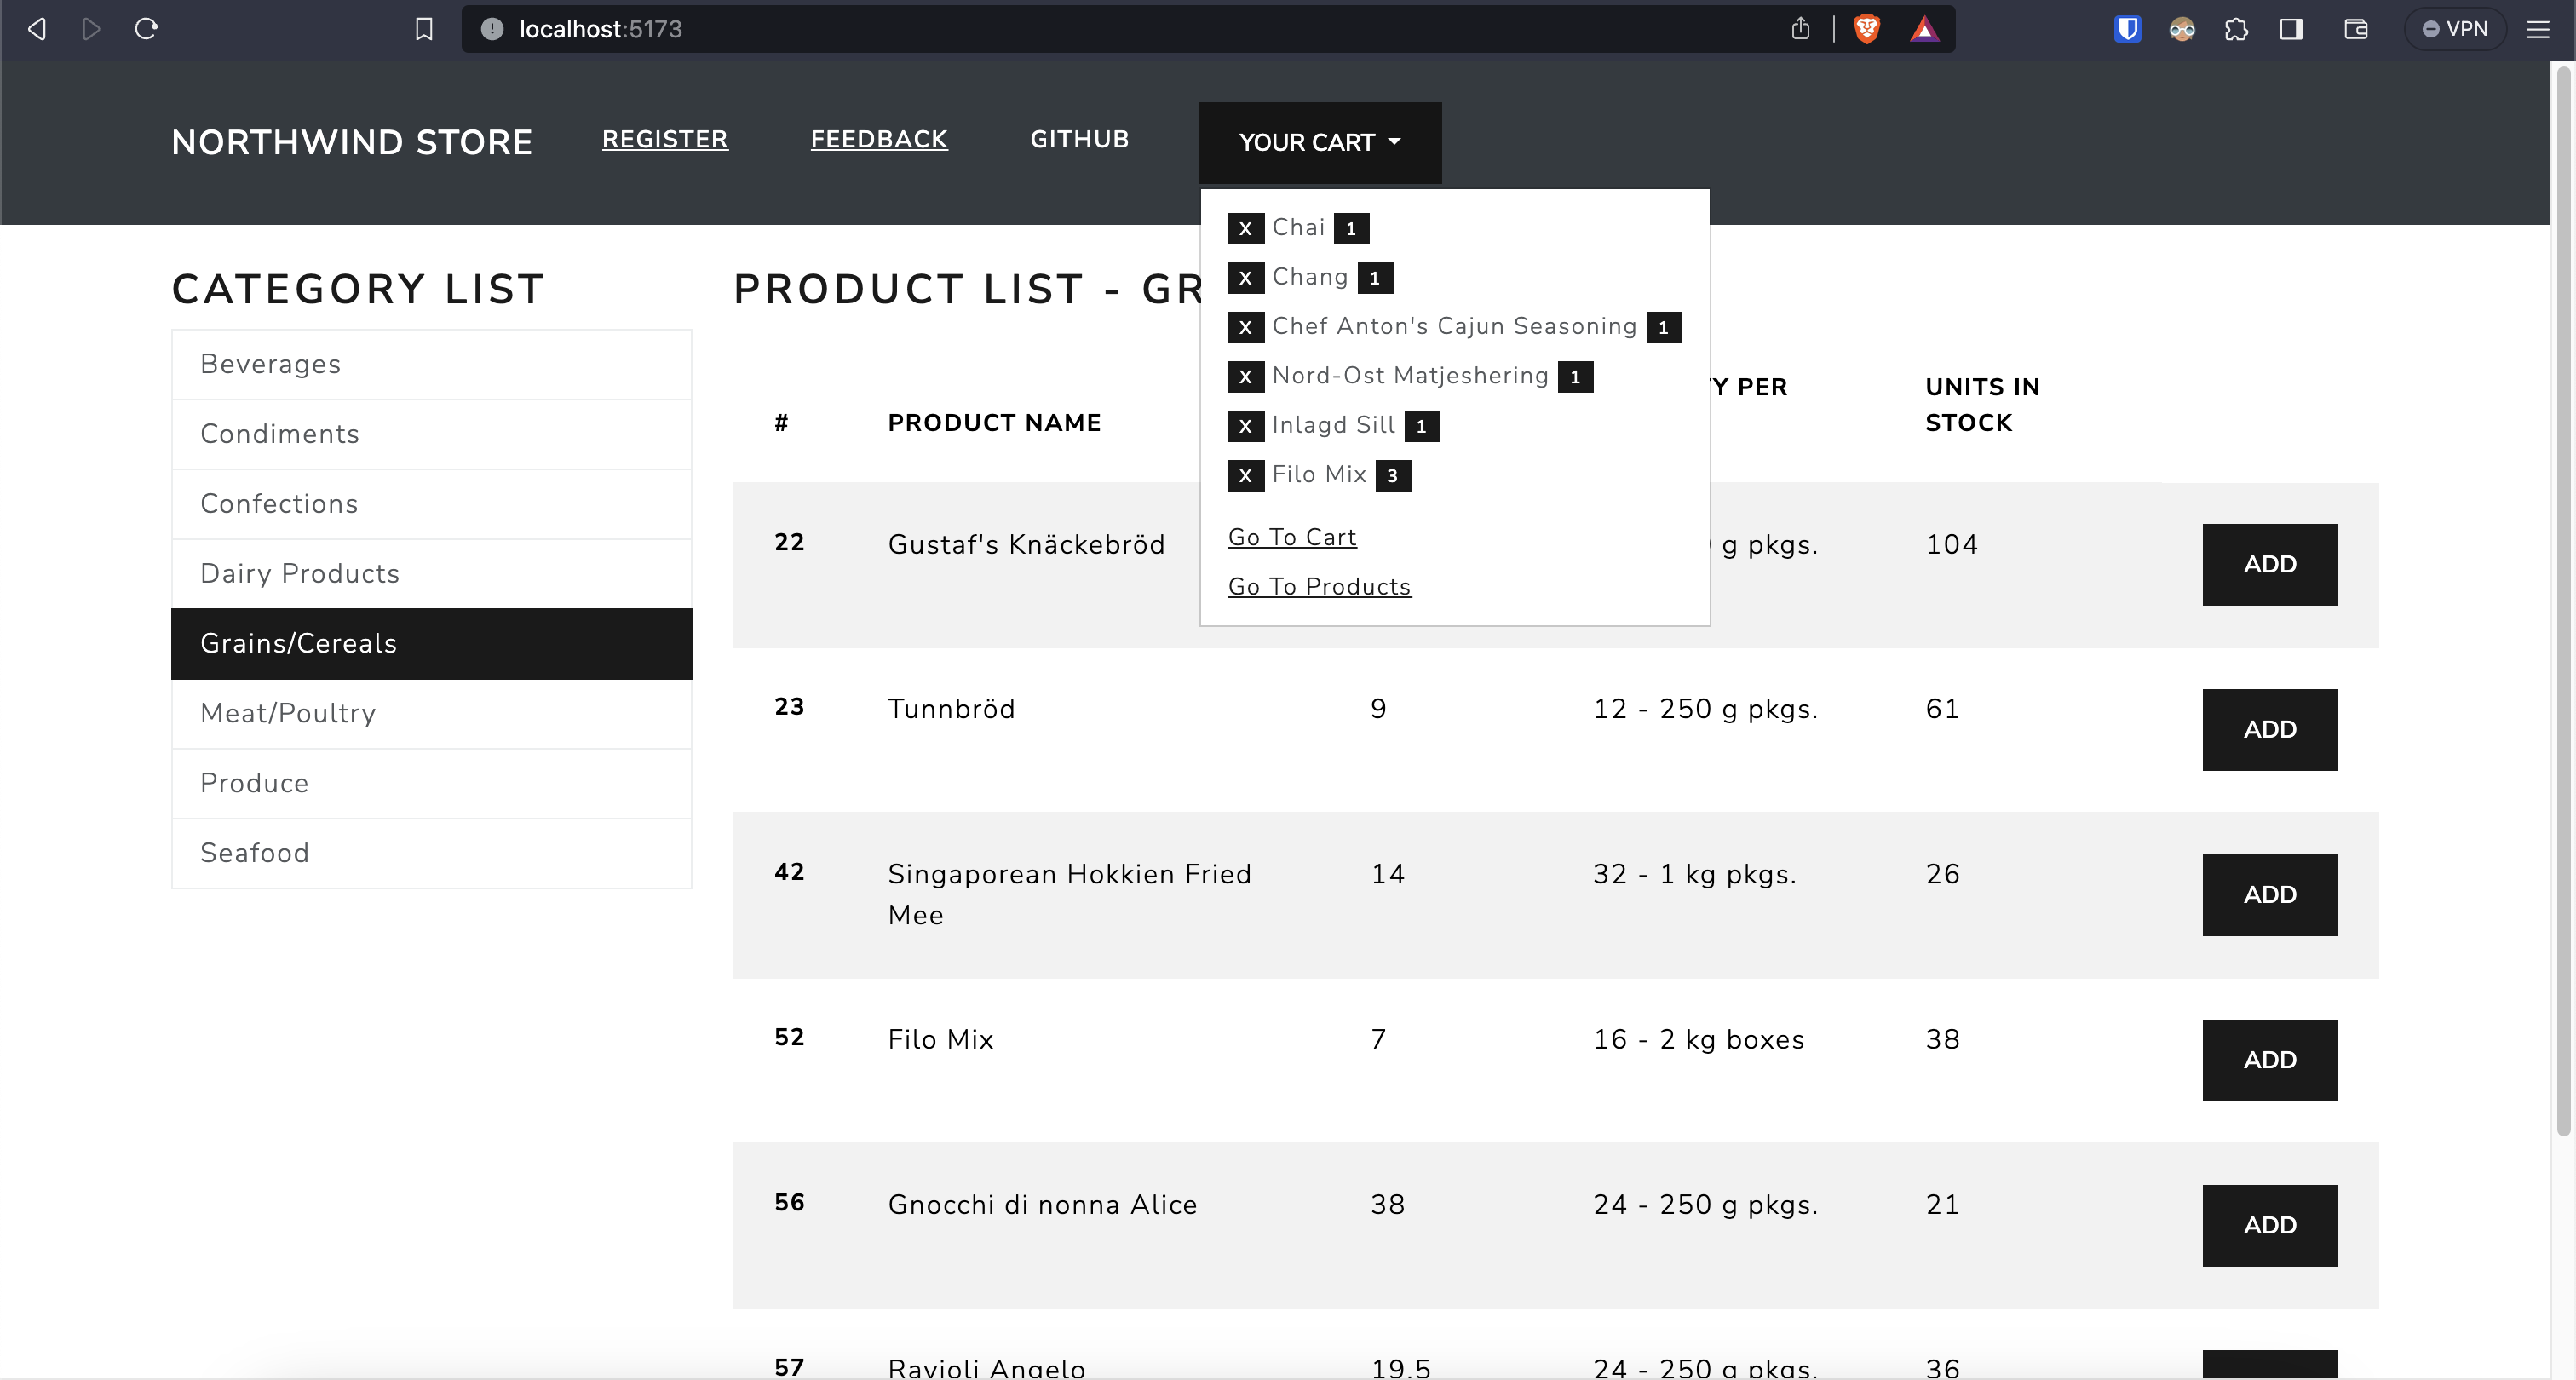 localhost:5173
VPN
NORTHWIND STORE
REGISTER
FEEDBACK
GITHUB
YOUR CART
X Chai 1
X Chang 1
X Chef Anton's Cajun Seasoning 1
X Nord-Ost Matjeshering 1
X Inlagd Sill 1
X Filo Mix 3
Go To Cart
Go To Products
CATEGORY LIST
Beverages
Condiments
Confections
Dairy Products
Grains/Cereals
Meat/Poultry
Produce
Seafood
PRODUCT LIST - GR
# PRODUCT NAME Y PER UNITS IN
STOCK
22 Gustaf's Knäckebröd g pkgs. 104 ADD
23 Tunnbröd 9 12 - 250 g pkgs. 61 ADD
42 Singaporean Hokkien Fried 14 32 - 1 kg pkgs. 26 ADD
Mee
52 Filo Mix 7 16 - 2 kg boxes 38 ADD
56 Gnocchi di nonna Alice 38 24 - 250 g pkgs. 21 ADD
57 Ravioli Angelo 19.5 24 - 250 g pkgs. 36